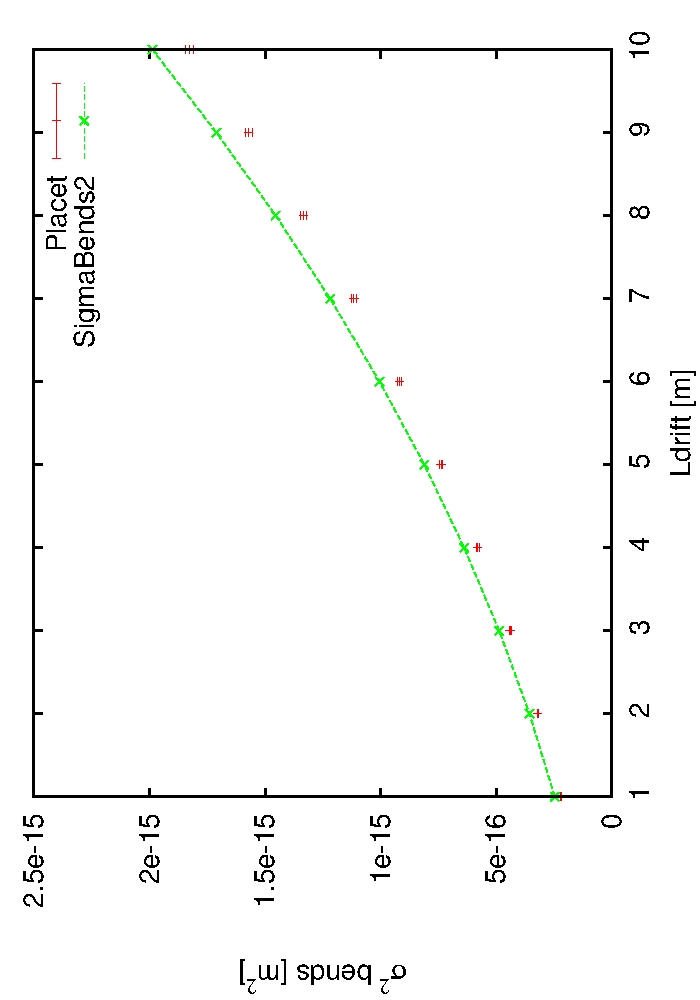 2.5e-15
2e-15
1.5e-15
1e-15
5e-16
0
1
2
3
4
5
6
7
8
9
10
Ldrift [m]
σ² bends [m²]
Placet
SigmaBends2